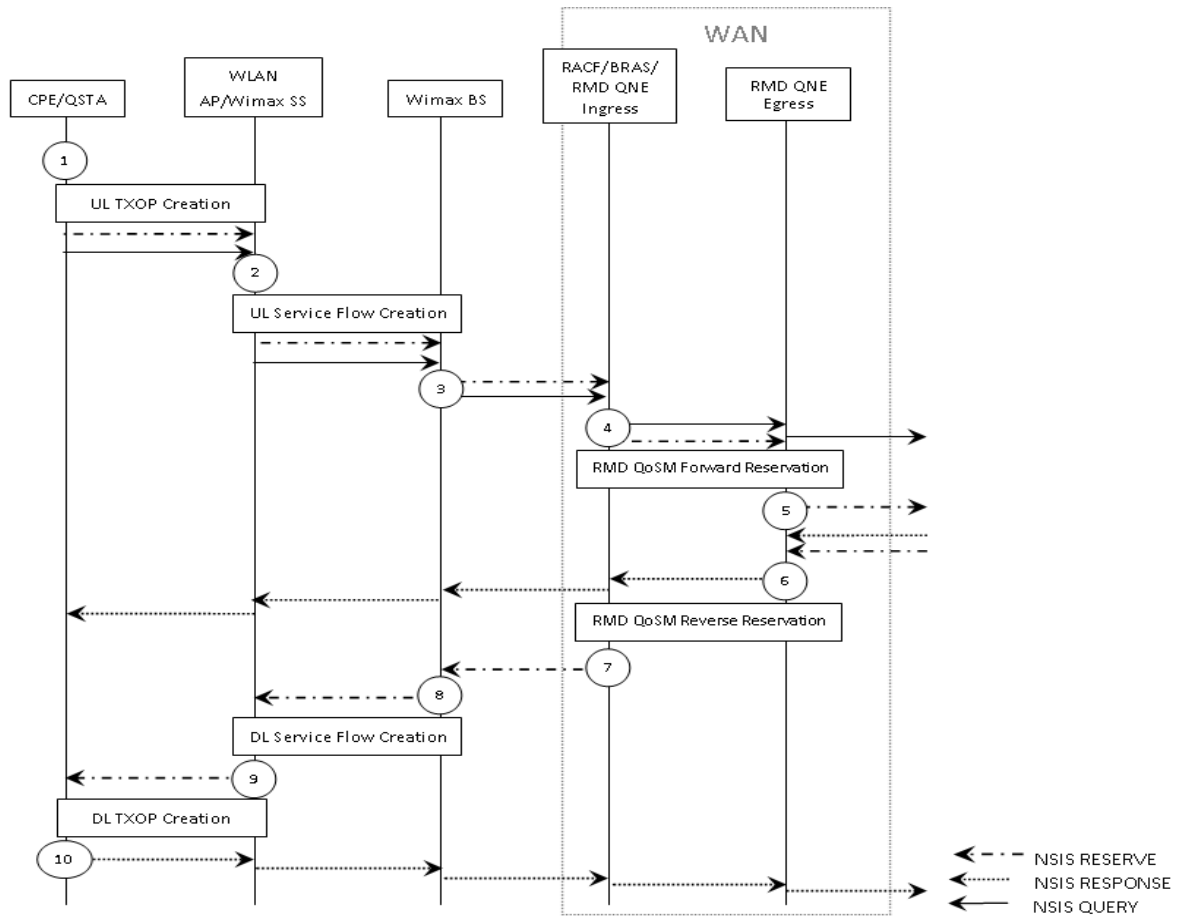 WAN
CPE/QSTA
WLAN
AP/Wimax SS
Wimax BS
RACF/BRAS/
RMD QNE
Ingress
RMD QNE
Egress
1
UL TXOP Creation
2
UL Service Flow Creation
3
4
RMD QoSM Forward Reservation
5
6
RMD QoSM Reverse Reservation
7
8
DL Service Flow Creation
9
DL TXOP Creation
10
NSIS RESERVE
NSIS RESPONSE
NSIS QUERY